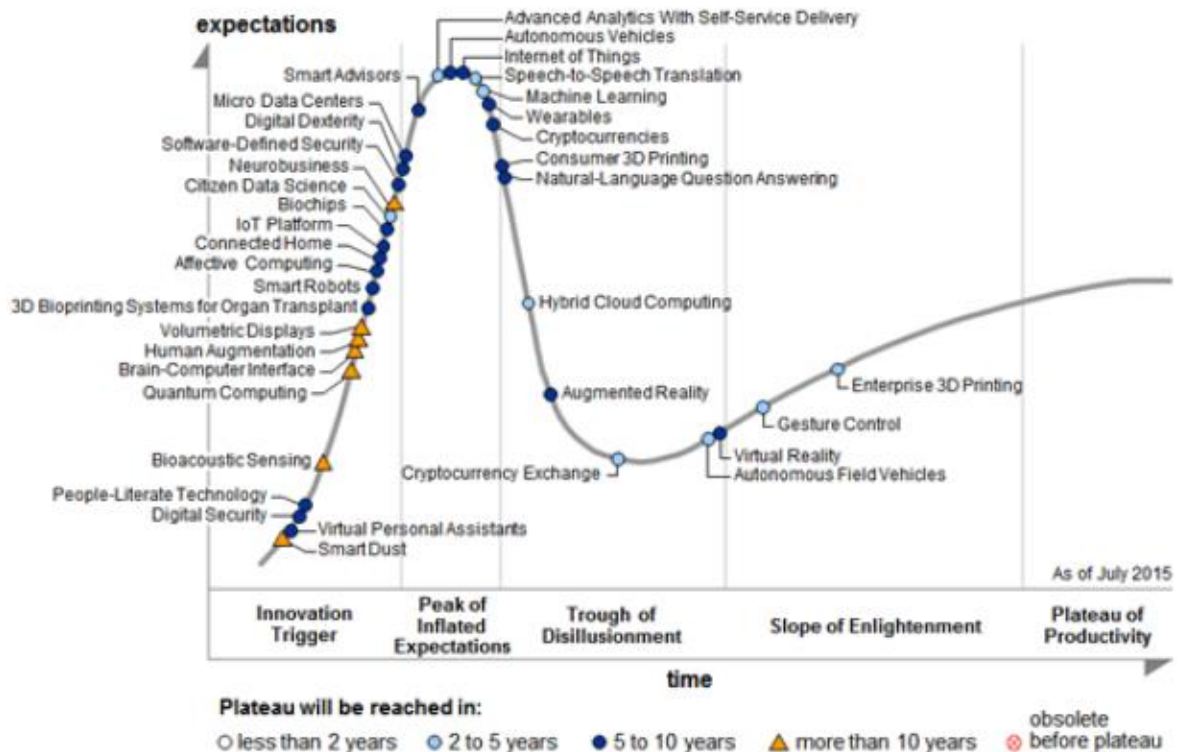 expectations
Advanced Analytics With Self-Service Delivery
Autonomous Vehicles
Internet of Things
Speech-to-Speech Translation
Machine Learning
Wearables
Cryptocurrencies
Consumer 3D Printing
Natural-Language Question Answering
Smart Advisors
Micro Data Centers
Digital Dexterity
Software-Defined Security
Neurobusiness
Citizen Data Science
Biochips
IoT Platform
Connected Home
Affective Computing
Smart Robots
3D Bioprinting Systems for Organ Transplant
Volumetric Displays
Human Augmentation
Brain-Computer Interface
Quantum Computing
Bioacoustic Sensing
People-Literate Technology
Digital Security
Virtual Personal Assistants
Smart Dust
Hybrid Cloud Computing
Augmented Reality
Cryptocurrency Exchange
Enterprise 3D Printing
Gesture Control
Virtual Reality
Autonomous Field Vehicles
As of July 2015
Innovation
Trigger
Peak of
Inflated
Expectations
Trough of
Disillusionment
Slope of Enlightenment
Plateau of
Productivity
time
Plateau will be reached in:
less than 2 years
2 to 5 years
5 to 10 years
more than 10 years
obsolete
before plateau